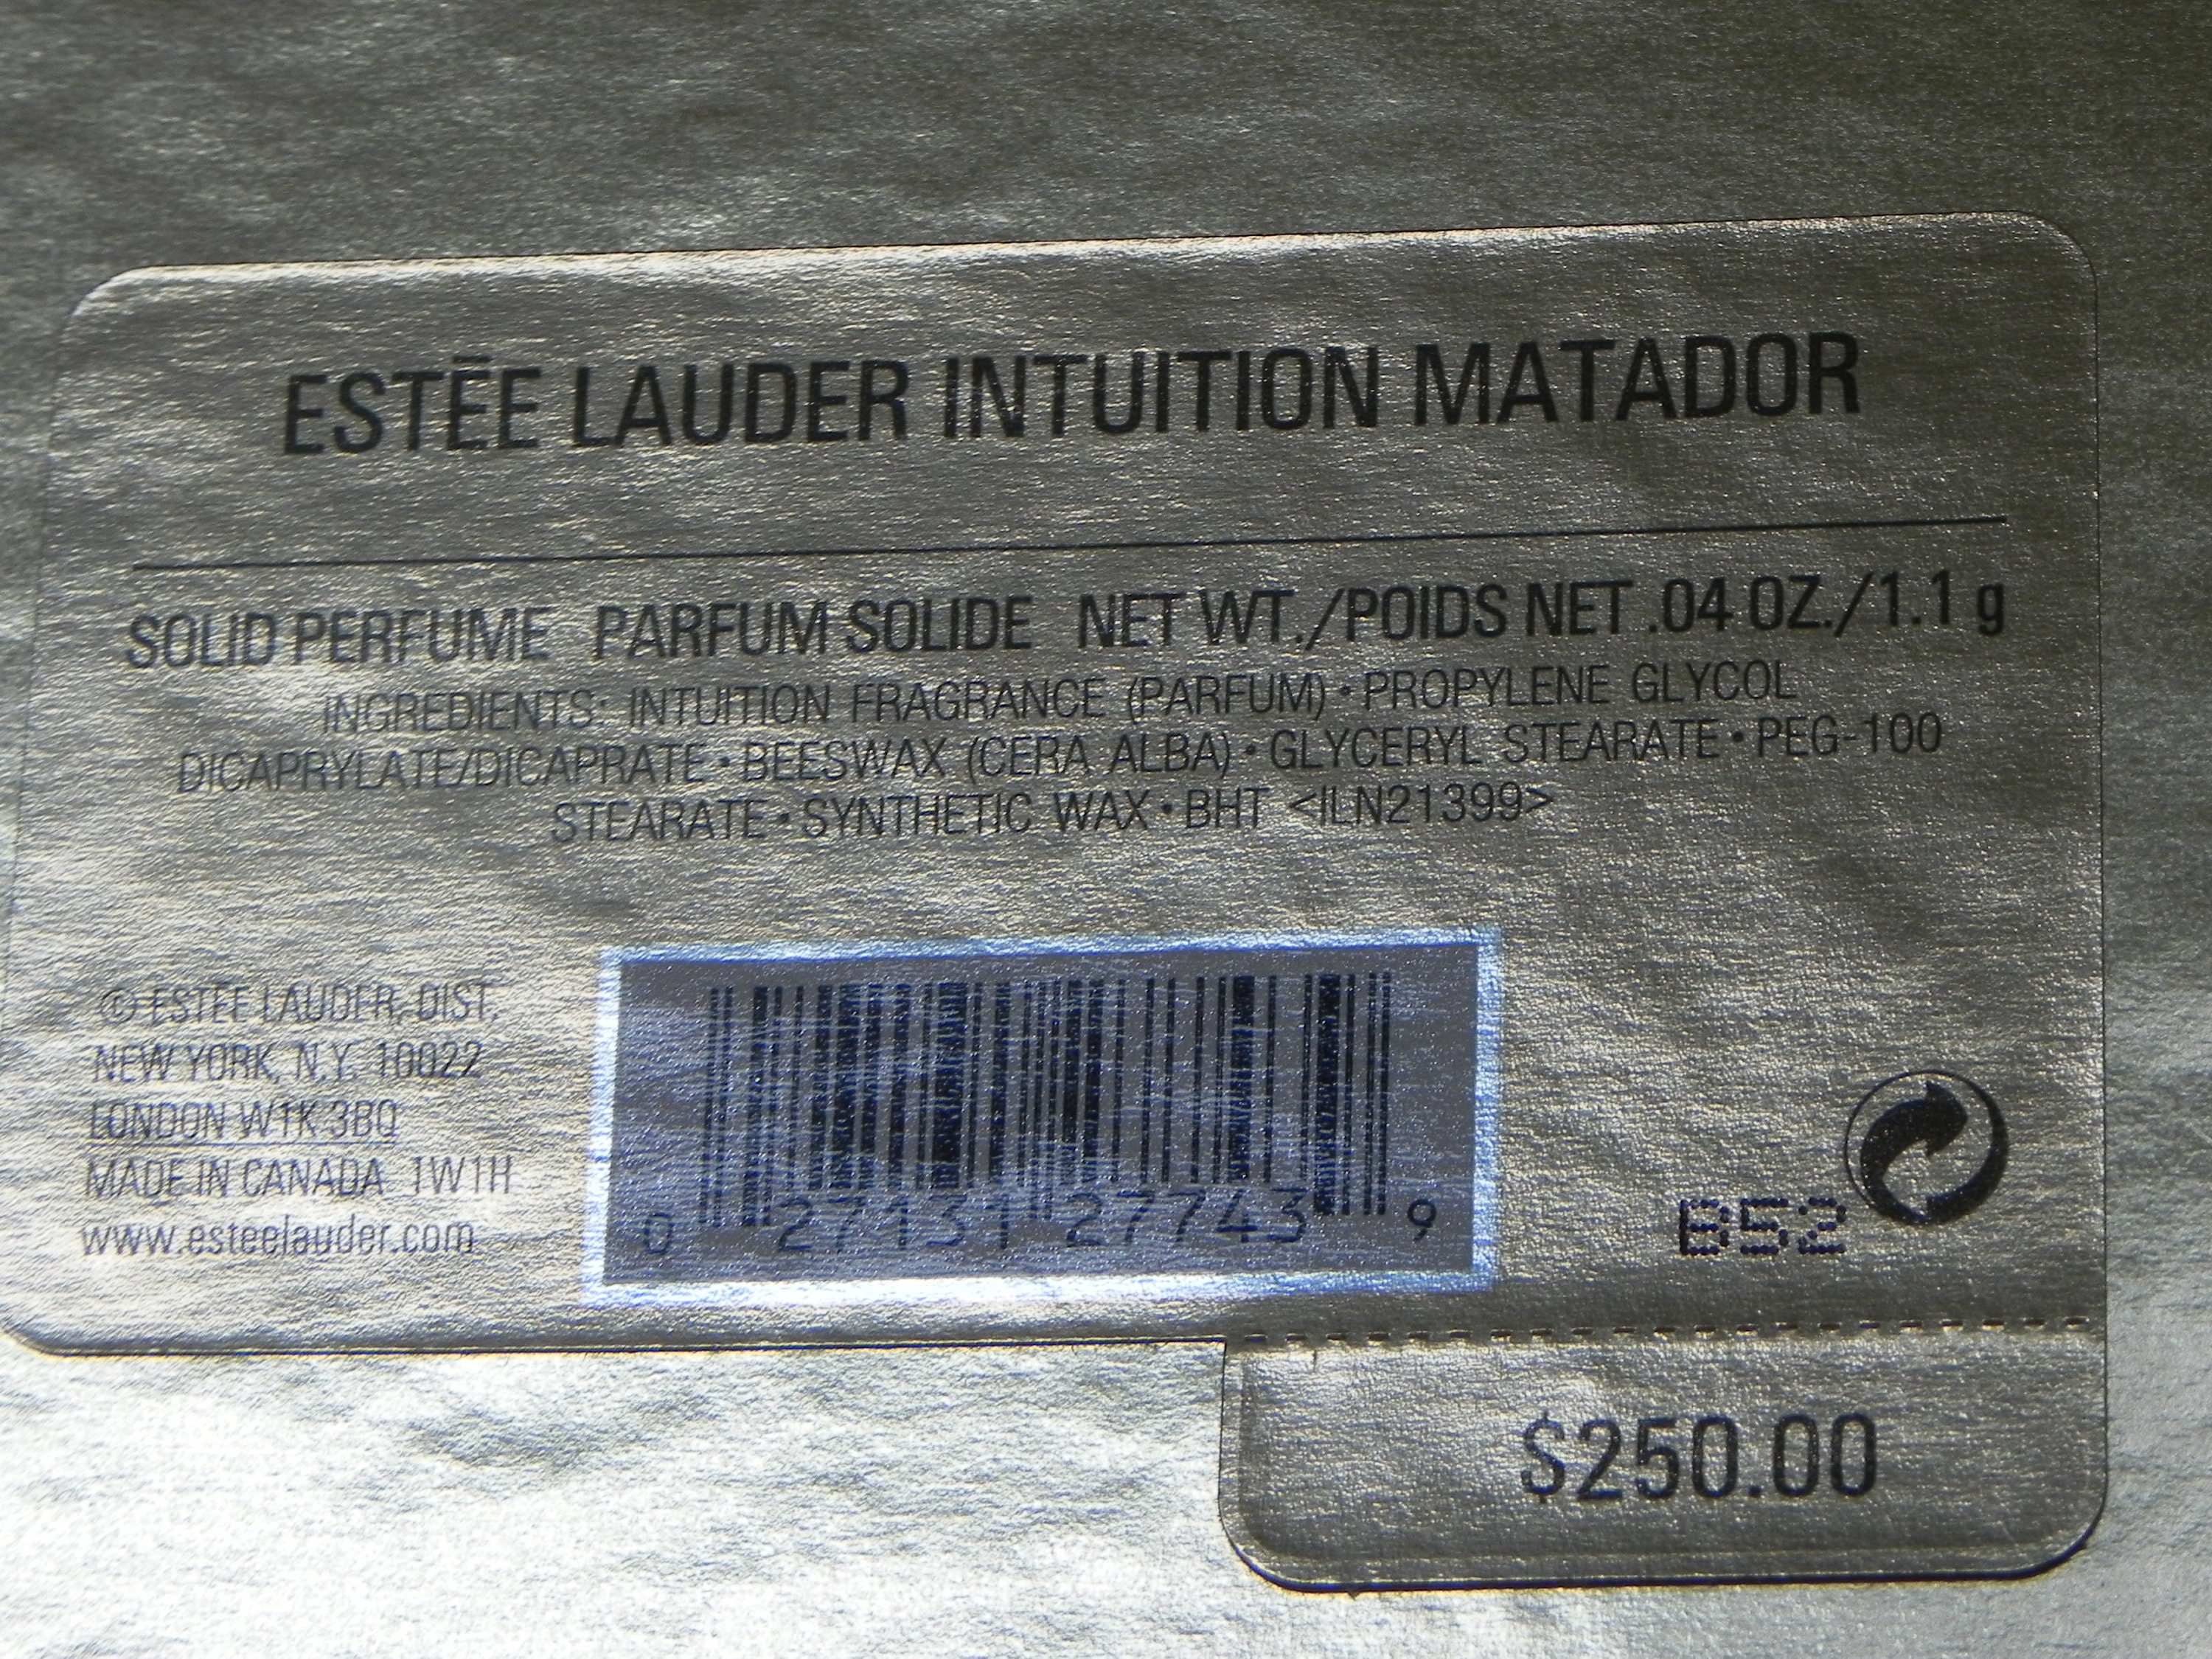 ESTĒE LAUDER INTUITION MATADOR
SOLID PERFUME PARFUM SOLIDE NET WT./POIDS NET .04 OZ./1.1 g
INGREDIENTS: INTUITION FRAGRANCE (PARFUM) • PROPYLENE GLYCOL
DICAPRYLATE/DICAPRATE • BEESWAX (CERA ALBA) • GLYCERYL STEARATE • PEG-100
STEARATE • SYNTHETIC WAX • BHT <ILN21399>
© ESTEE LAUDER, DIST.
NEW YORK, N.Y. 10022
LONDON W1K 3BQ
MADE IN CANADA 1W1H
www.esteelauder.com
0 27131 27743 9
B52
$250.00